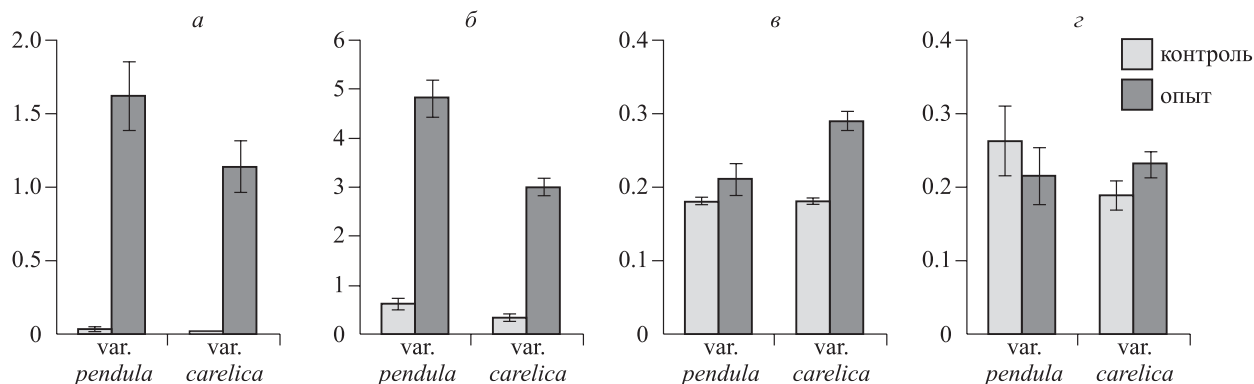 а
2.0
1.5
1.0
0.5
0
var.
pendula
var.
carelica
б
6
5
4
3
2
1
0
var.
pendula
var.
carelica
в
0.4
0.3
0.2
0.1
0
var.
pendula
var.
carelica
г
0.4
0.3
0.2
0.1
0
var.
pendula
var.
carelica
контроль
опыт